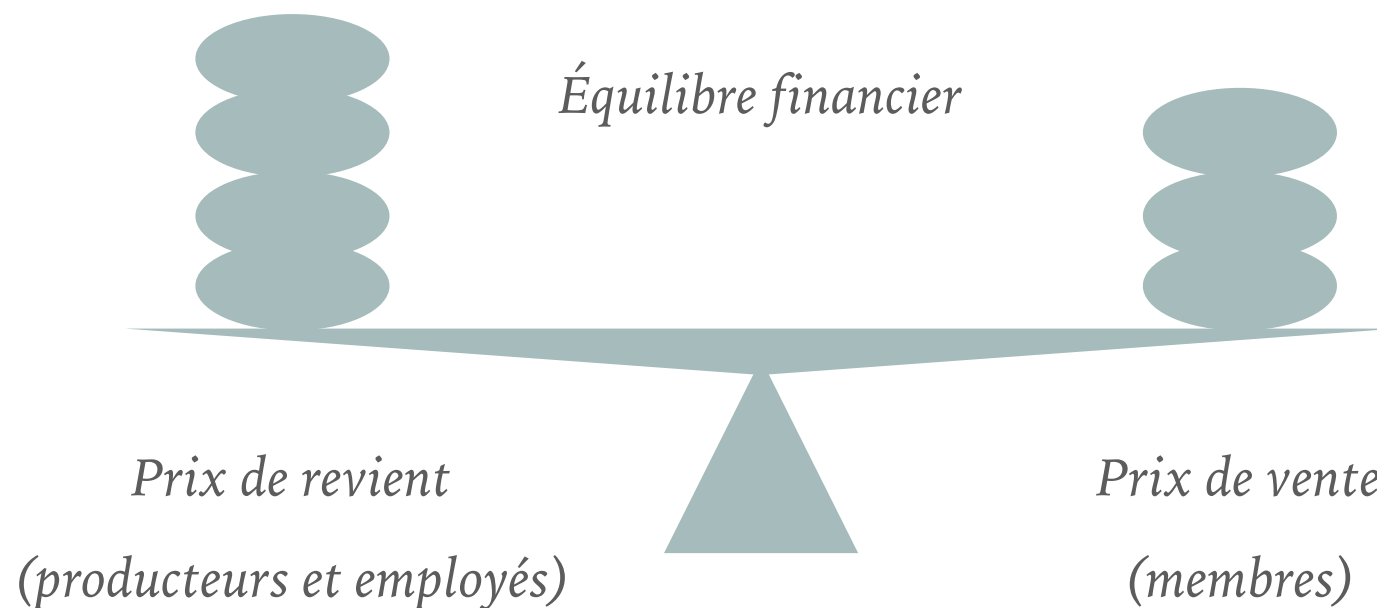 Équilibre financier
Prix de revient
(producteurs et employés)
Prix de vente
(membres)